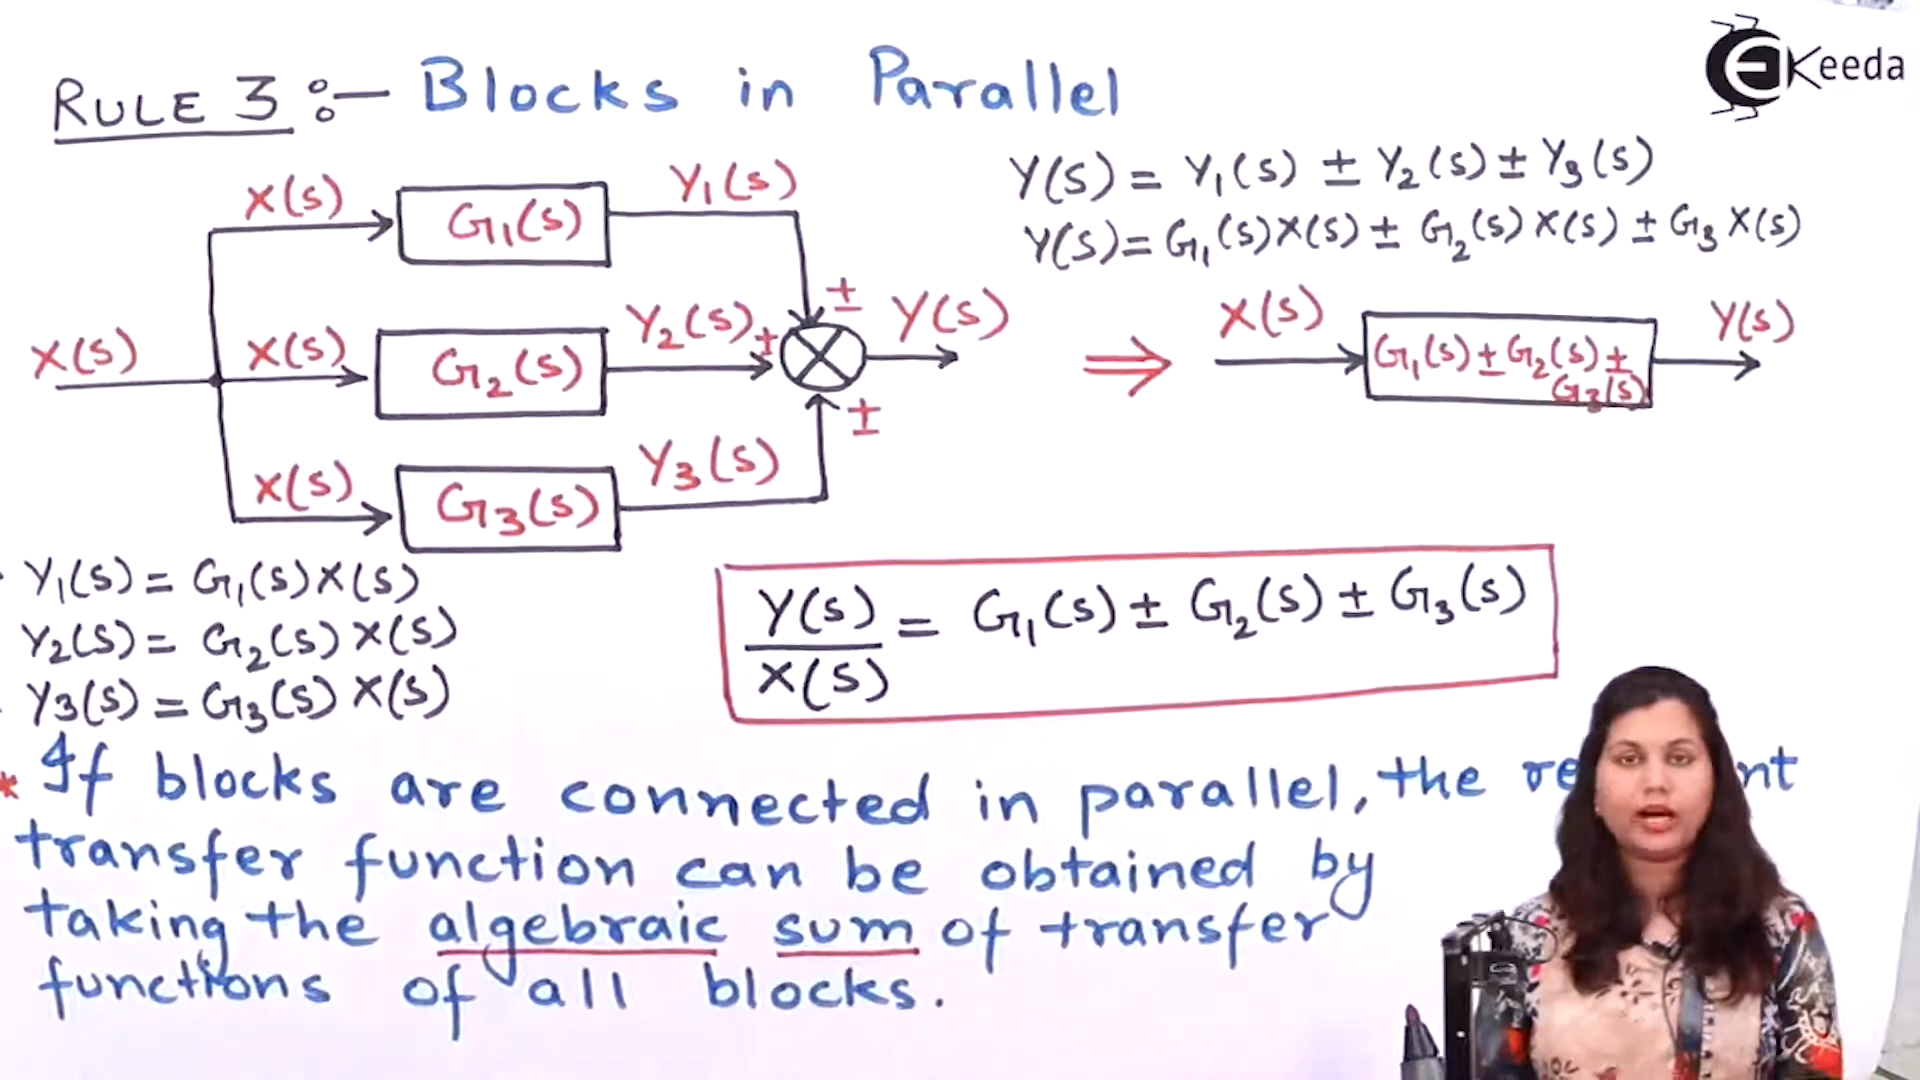 RULE 3 :- Blocks in Parallel
Keeda
X(s)
X(s)
G1(s)
Y1(s)
±
X(s)
G2(s)
Y2(s)
±
Y(s)
X(s)
G3(s)
Y3(s)
±
Y(s) = Y1(s) ± Y2(s) ± Y3(s)
Y(s) = G1(s)X(s) ± G2(s)X(s) ± G3X(s)
⇒
X(s)
G1(s) ± G2(s) ±
G3(s)
Y(s)
Y1(s) = G1(s)X(s)
Y2(s) = G2(s)X(s)
Y3(s) = G3(s)X(s)
Y(s)/X(s) = G1(s) ± G2(s) ± G3(s)
* If blocks are connected in parallel, the
transfer function can be obtained by
taking the algebraic sum of transfer
functions of all blocks.